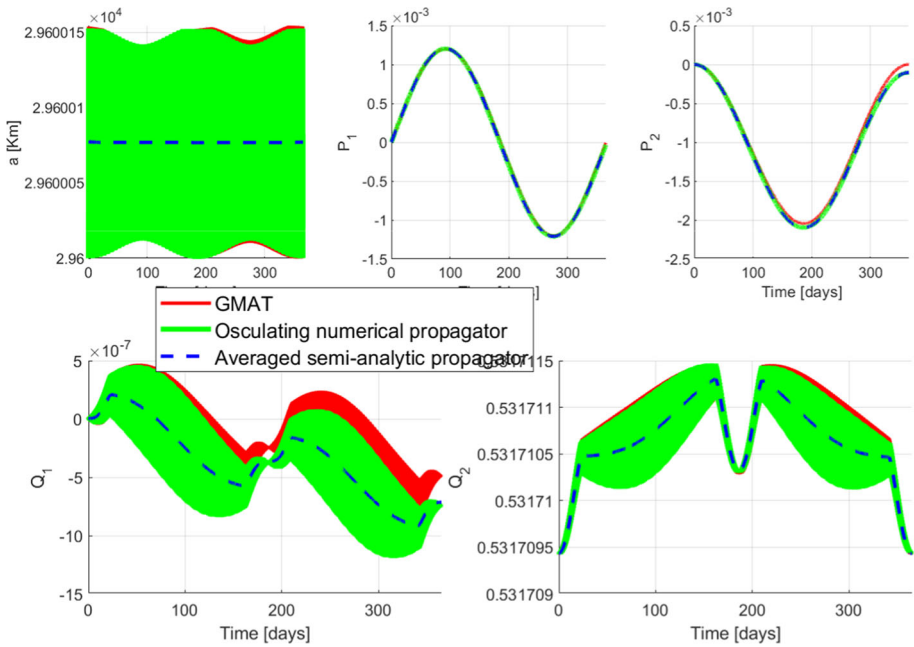 ×10⁴
2.960015
2.96001
2.960005
2.96
a [Km]
0 100 200 300
×10⁻³
1.5
1
0.5
0
-0.5
-1
-1.5
P₁
0 100 200 300
×10⁻³
0.5
0
-0.5
-1
-1.5
-2
-2.5
P₂
0 100 200 300
Time [days]
GMAT
Osculating numerical propagator
Averaged semi-analytic propagator
×10⁻⁷
5
0
-5
-10
-15
Q₁
0 100 200 300
Time [days]
0.5317115
0.531711
0.5317105
0.53171
0.5317095
0.531709
Q₂
0 100 200 300
Time [days]